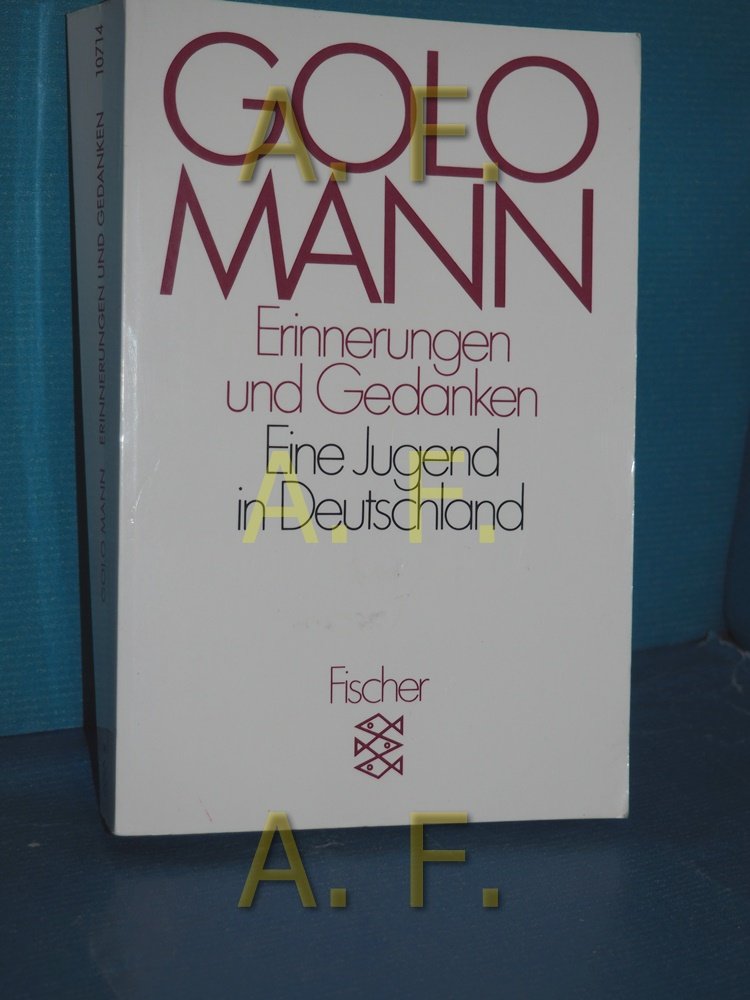 GOLO
MANN
Erinnerungen
und Gedanken
Eine Jugend
in Deutschland
Fischer
GOLO MANN ERINNERUNGEN UND GEDANKEN 10714
A. F.
A. F.
A. F.